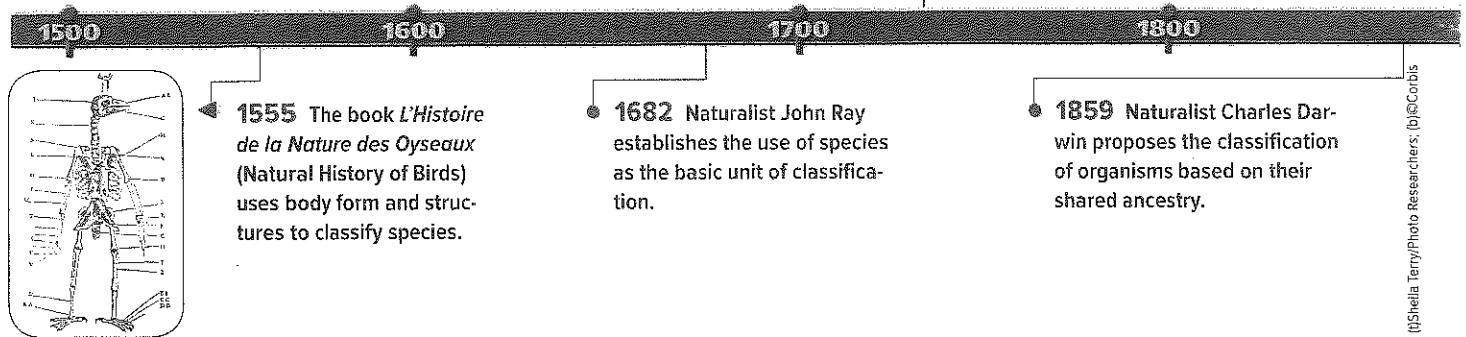 1500 1600 1700 1800
1555 The book L'Histoire
de la Nature des Oyseaux
(Natural History of Birds)
uses body form and struc-
tures to classify species.
1682 Naturalist John Ray
establishes the use of species
as the basic unit of classifica-
tion.
1859 Naturalist Charles Dar-
win proposes the classification
of organisms based on their
shared ancestry.
(t)Sheila Terry/Photo Researchers; (b)©Corbis